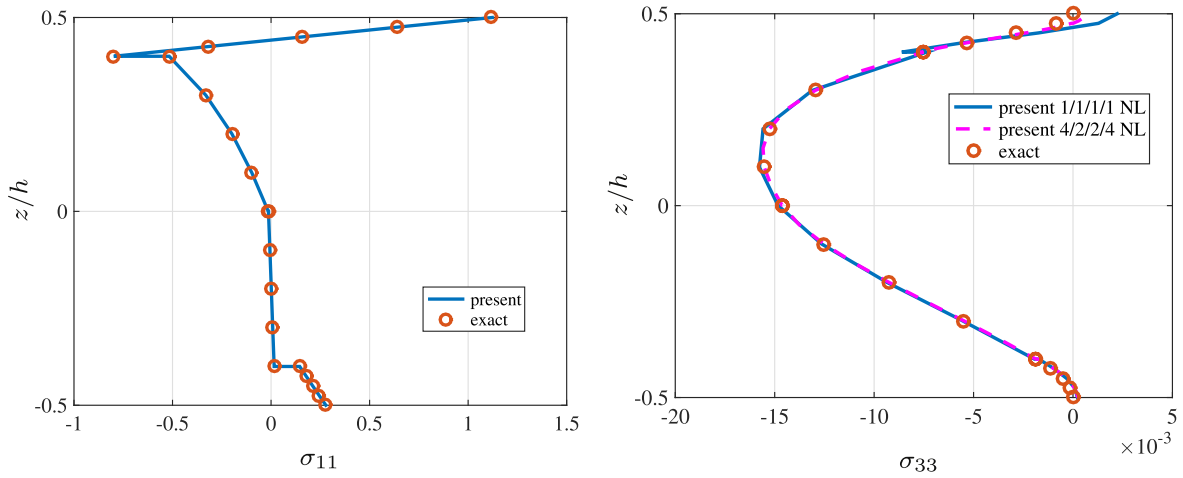 0.5
z/h
0
-0.5
-1
-0.5
0
0.5
1
1.5
σ₁₁
present
exact
0.5
z/h
0
-0.5
-20
-15
-10
-5
0
5
×10⁻³
σ₃₃
present 1/1/1/1 NL
present 4/2/2/4 NL
exact